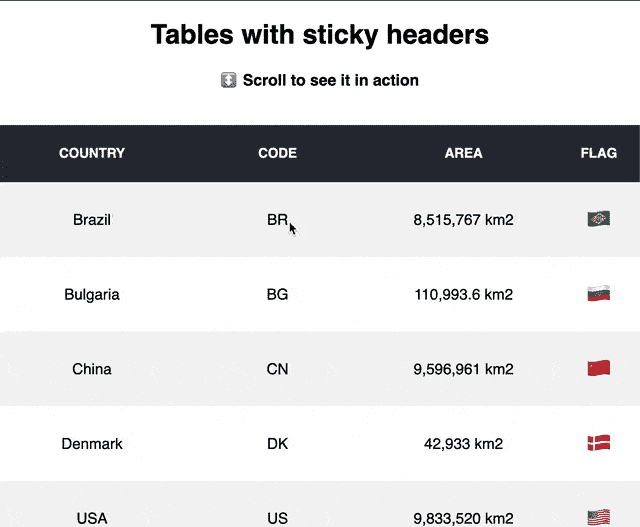 Tables with sticky headers
↕️ Scroll to see it in action
COUNTRY CODE AREA FLAG
Brazil BR 8,515,767 km2 🇧🇷
Bulgaria BG 110,993.6 km2 🇧🇬
China CN 9,596,961 km2 🇨🇳
Denmark DK 42,933 km2 🇩🇰
USA US 9,833,520 km2 🇺🇸